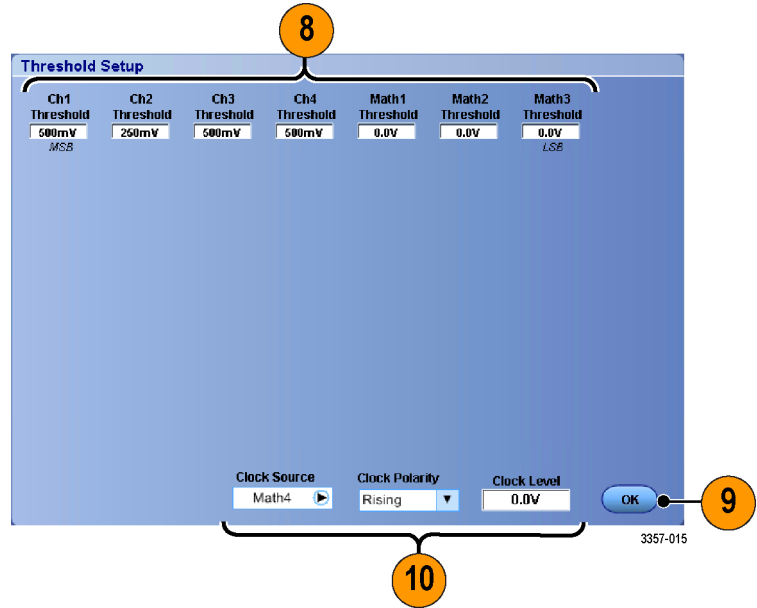 8
Threshold Setup
Ch1 Threshold
500mV
MSB
Ch2 Threshold
250mV
Ch3 Threshold
500mV
Ch4 Threshold
500mV
Math1 Threshold
0.0V
Math2 Threshold
0.0V
Math3 Threshold
0.0V
LSB
Clock Source
Math4
Clock Polarity
Rising
Clock Level
0.0V
OK
9
3357-015
10